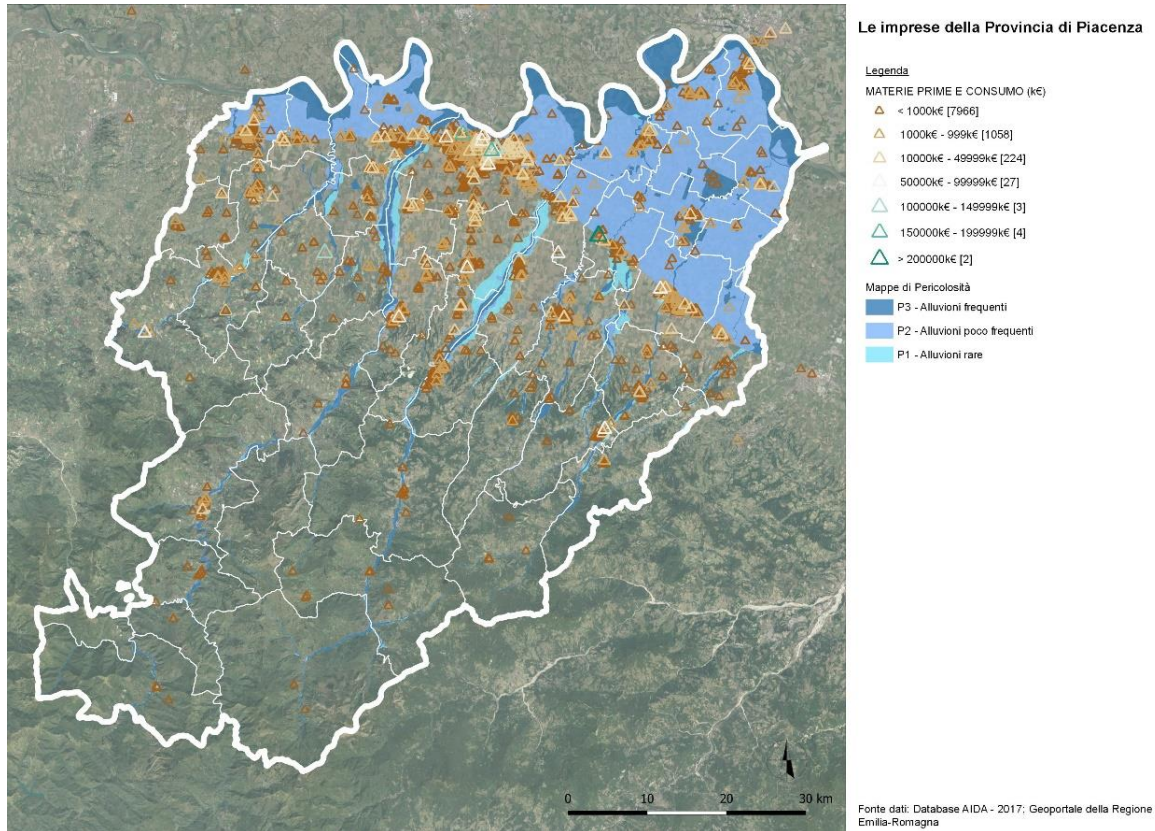 Le imprese della Provincia di Piacenza
Legenda
MATERIE PRIME E CONSUMO (k€)
< 1000k€ [7966]
1000k€ - 999k€ [1058]
10000k€ - 49999k€ [224]
50000k€ - 99999k€ [27]
100000k€ - 149999k€ [3]
150000k€ - 199999k€ [4]
> 200000k€ [2]
Mappe di Pericolosità
P3 - Alluvioni frequenti
P2 - Alluvioni poco frequenti
P1 - Alluvioni rare
0 10 20 30 km
Fonte dati: Database AIDA - 2017; Geoportale della Regione
Emilia-Romagna